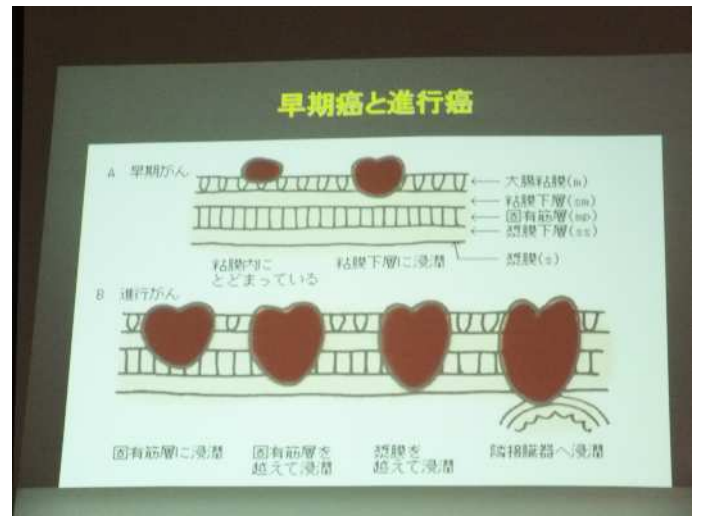 早期癌と進行癌
A 早期がん
大腸粘膜(m)
粘膜下層(sm)
固有筋層(mp)
漿膜下層(ss)
漿膜(s)
粘膜内に
とどまっている
粘膜下層に浸潤
B 進行がん
固有筋層に浸潤
固有筋層を
越えて浸潤
漿膜を
越えて浸潤
隣接臓器へ浸潤